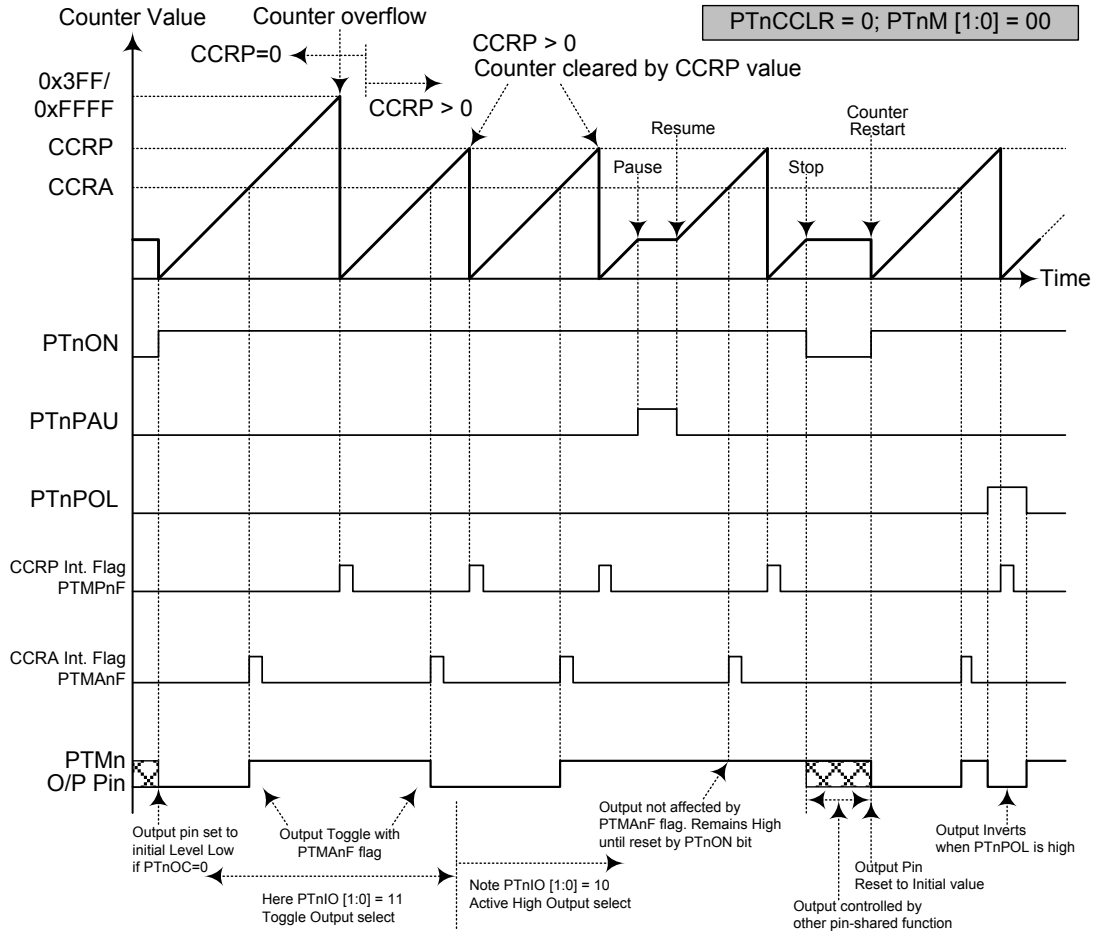 Counter Value
Counter overflow
PTnCCLR = 0; PTnM [1:0] = 00
CCRP=0
CCRP > 0
CCRP > 0
Counter cleared by CCRP value
0x3FF/
0xFFFF
CCRP
CCRA
Pause
Resume
Stop
Counter
Restart
Time
PTnON
PTnPAU
PTnPOL
CCRP Int. Flag
PTMPnF
CCRA Int. Flag
PTMAnF
PTMn
O/P Pin
Output pin set to
initial Level Low
if PTnOC=0
Output Toggle with
PTMAnF flag
Here PTnIO [1:0] = 11
Toggle Output select
Note PTnIO [1:0] = 10
Active High Output select
Output not affected by
PTMAnF flag. Remains High
until reset by PTnON bit
Output controlled by
other pin-shared function
Output Pin
Reset to Initial value
Output Inverts
when PTnPOL is high